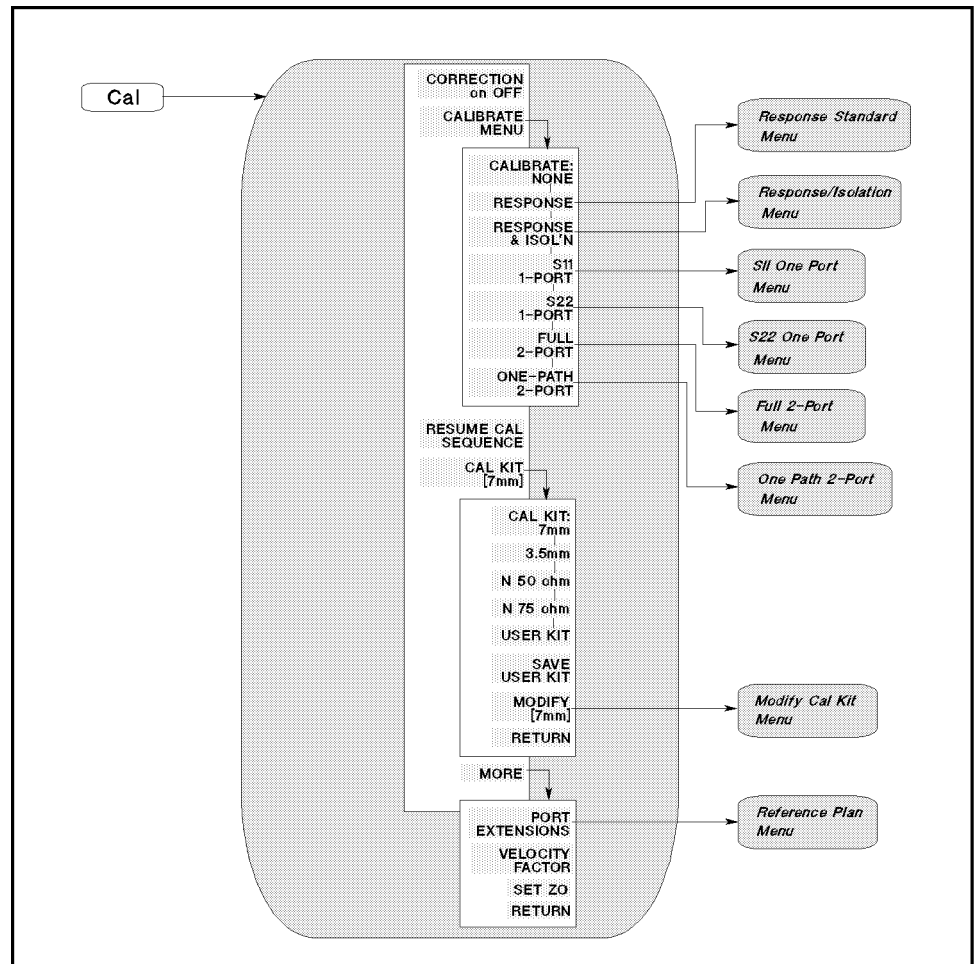 Cal
CORRECTION
on OFF
CALIBRATE
MENU
CALIBRATE:
NONE
RESPONSE
RESPONSE
& ISOL'N
S11
1-PORT
S22
1-PORT
FULL
2-PORT
ONE-PATH
2-PORT
RESUME CAL
SEQUENCE
CAL KIT
[7mm]
CAL KIT:
7mm
3.5mm
N 50 ohm
N 75 ohm
USER KIT
SAVE
USER KIT
MODIFY
[7mm]
RETURN
MORE
PORT
EXTENSIONS
VELOCITY
FACTOR
SET ZO
RETURN
Response Standard
Menu
Response/Isolation
Menu
SII One Port
Menu
S22 One Port
Menu
Full 2-Port
Menu
One Path 2-Port
Menu
Modify Cal Kit
Menu
Reference Plan
Menu